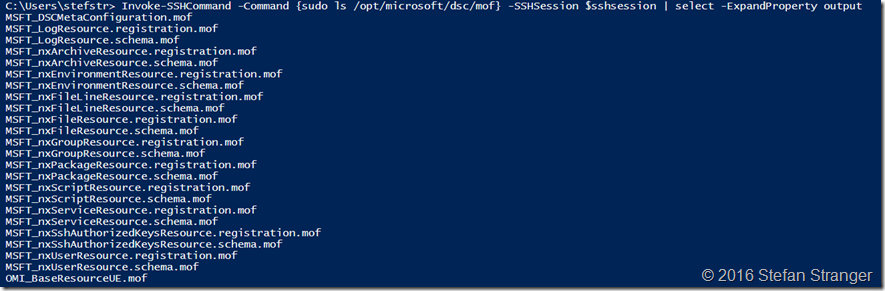 C:\Users\stefstr> Invoke-SSHCommand -Command {sudo ls /opt/microsoft/dsc/mof} -SSHSession $sshsession | select -ExpandProperty output
MSFT_DSCMetaConfiguration.mof
MSFT_LogResource.registration.mof
MSFT_LogResource.schema.mof
MSFT_nxArchiveResource.registration.mof
MSFT_nxArchiveResource.schema.mof
MSFT_nxEnvironmentResource.registration.mof
MSFT_nxEnvironmentResource.schema.mof
MSFT_nxFileLineResource.registration.mof
MSFT_nxFileLineResource.schema.mof
MSFT_nxFileResource.registration.mof
MSFT_nxFileResource.schema.mof
MSFT_nxGroupResource.registration.mof
MSFT_nxGroupResource.schema.mof
MSFT_nxPackageResource.registration.mof
MSFT_nxPackageResource.schema.mof
MSFT_nxScriptResource.registration.mof
MSFT_nxScriptResource.schema.mof
MSFT_nxServiceResource.registration.mof
MSFT_nxServiceResource.schema.mof
MSFT_nxSshAuthorizedKeysResource.registration.mof
MSFT_nxSshAuthorizedKeysResource.schema.mof
MSFT_nxUserResource.registration.mof
MSFT_nxUserResource.schema.mof
OMI_BaseResourceUE.mof
© 2016 Stefan Stranger